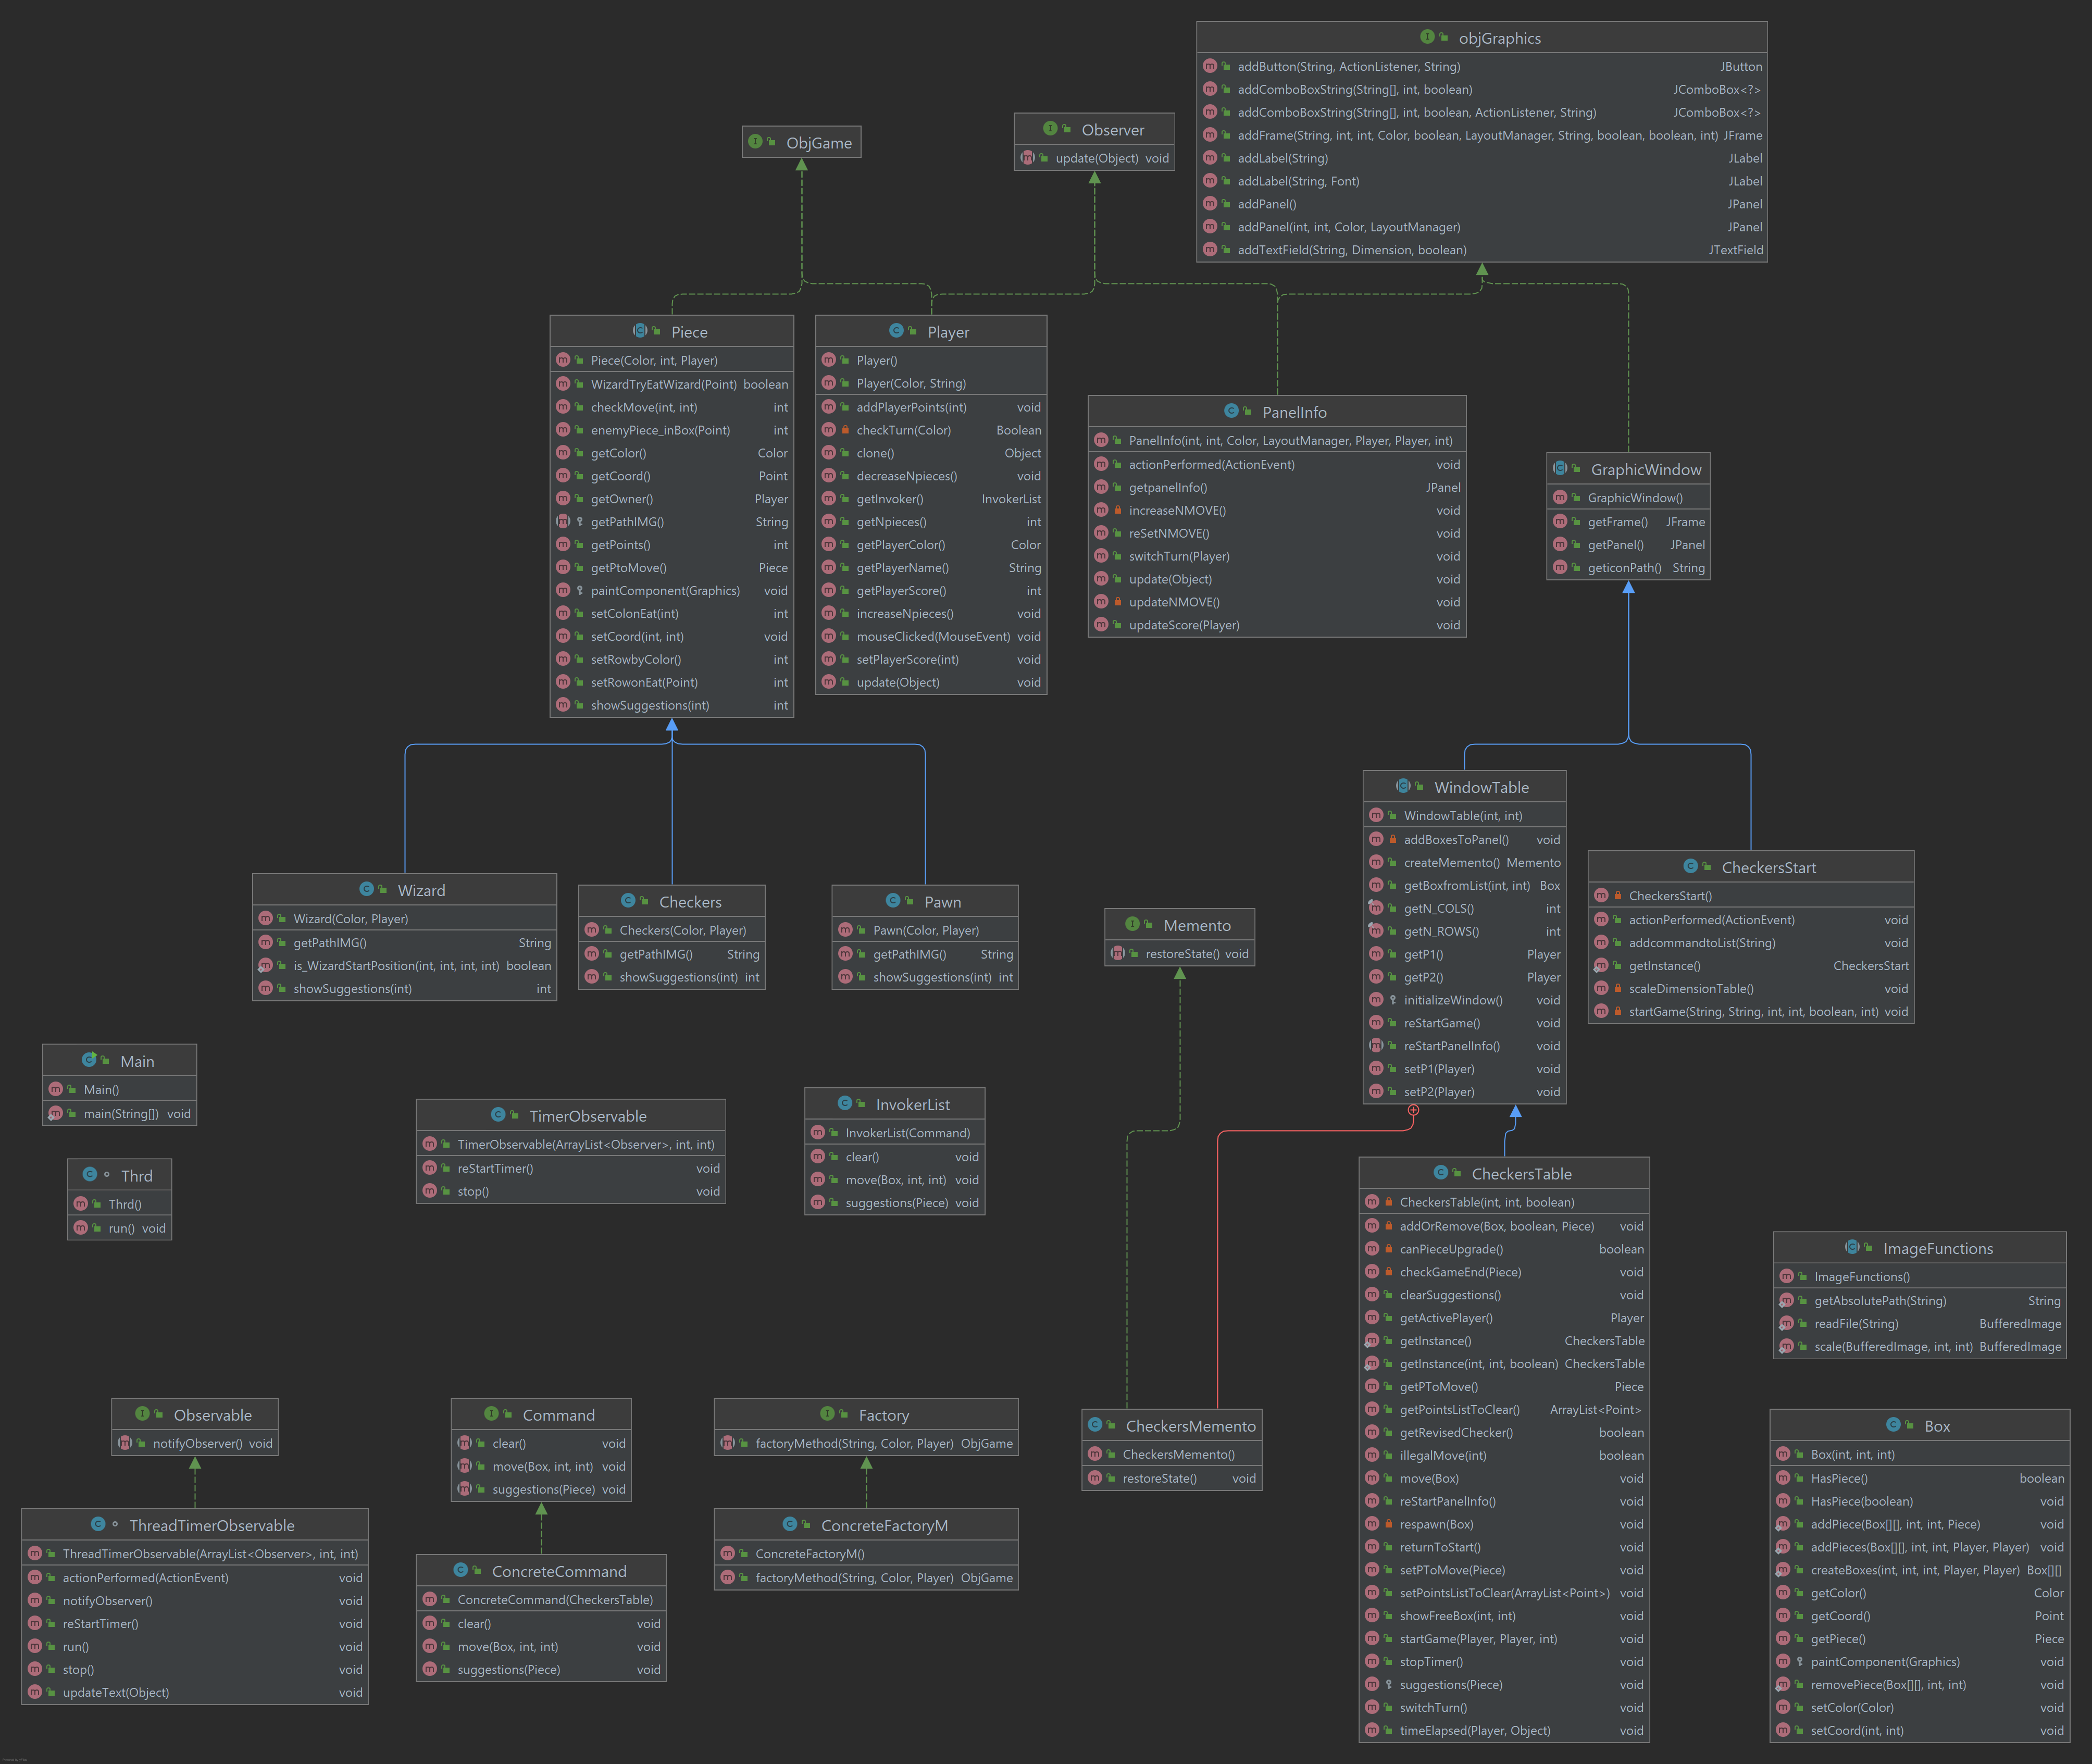 objGraphics
addButton(String, ActionListener, String) JButton
addComboBoxString(String[], int, boolean) JComboBox<?>
addComboBoxString(String[], int, boolean, ActionListener, String) JComboBox<?>
addFrame(String, int, int, Color, boolean, LayoutManager, String, boolean, boolean, int) JFrame
addLabel(String) JLabel
addLabel(String, Font) JLabel
addPanel() JPanel
addPanel(int, int, Color, LayoutManager) JPanel
addTextField(String, Dimension, boolean) JTextField
ObjGame
Observer
update(Object) void
Piece
Piece(Color, int, Player)
WizardTryEatWizard(Point) boolean
checkMove(int, int) int
enemyPiece_inBox(Point) int
getColor() Color
getCoord() Point
getOwner() Player
getPathIMG() String
getPoints() int
getPtoMove() Piece
paintComponent(Graphics) void
setColonEat(int) int
setCoord(int, int) void
setRowbyColor() int
setRowonEat(Point) int
showSuggestions(int) int
Player
Player()
Player(Color, String)
addPlayerPoints(int) void
checkTurn(Color) Boolean
clone() Object
decreaseNpieces() void
getInvoker() InvokerList
getNpieces() int
getPlayerColor() Color
getPlayerName() String
getPlayerScore() int
increaseNpieces() void
mouseClicked(MouseEvent) void
setPlayerScore(int) void
update(Object) void
PanelInfo
PanelInfo(int, int, Color, LayoutManager, Player, Player, int)
actionPerformed(ActionEvent) void
getpanelInfo() JPanel
increaseNMOVE() void
reSetNMOVE() void
switchTurn(Player) void
update(Object) void
updateNMOVE() void
updateScore(Player) void
GraphicWindow
GraphicWindow()
getFrame() JFrame
getPanel() JPanel
geticonPath() String
WindowTable
WindowTable(int, int)
addBoxesToPanel() void
createMemento() Memento
getBoxfromList(int, int) Box
getN_COLS() int
getN_ROWS() int
getP1() Player
getP2() Player
initializeWindow() void
reStartGame() void
reStartPanelInfo() void
setP1(Player) void
setP2(Player) void
CheckersStart
CheckersStart()
actionPerformed(ActionEvent) void
addcommandtoList(String) void
getInstance() CheckersStart
scaleDimensionTable() void
startGame(String, String, int, int, boolean, int) void
Wizard
Wizard(Color, Player)
getPathIMG() String
is_WizardStartPosition(int, int, int, int) boolean
showSuggestions(int) int
Checkers
Checkers(Color, Player)
getPathIMG() String
showSuggestions(int) int
Pawn
Pawn(Color, Player)
getPathIMG() String
showSuggestions(int) int
Memento
restoreState() void
Main
Main()
main(String[]) void
Thrd
Thrd()
run() void
TimerObservable
TimerObservable(ArrayList<Observer>, int, int)
reStartTimer() void
stop() void
InvokerList
InvokerList(Command)
clear() void
move(Box, int, int) void
suggestions(Piece) void
CheckersTable
CheckersTable(int, int, boolean)
addOrRemove(Box, boolean, Piece) void
canPieceUpgrade() boolean
checkGameEnd(Piece) void
clearSuggestions() void
getActivePlayer() Player
getInstance() CheckersTable
getInstance(int, int, boolean) CheckersTable
getPToMove() Piece
getPointsListToClear() ArrayList<Point>
getRevisedChecker() boolean
illegalMove(int) boolean
move(Box) void
reStartPanelInfo() void
respawn(Box) void
returnToStart() void
setPToMove(Piece) void
setPointsListToClear(ArrayList<Point>) void
showFreeBox(int, int) void
startGame(Player, Player, int) void
stopTimer() void
suggestions(Piece) void
switchTurn() void
timeElapsed(Player, Object) void
ImageFunctions
ImageFunctions()
getAbsolutePath(String) String
readFile(String) BufferedImage
scale(BufferedImage, int, int) BufferedImage
Observable
notifyObserver() void
ThreadTimerObservable
ThreadTimerObservable(ArrayList<Observer>, int, int)
actionPerformed(ActionEvent) void
notifyObserver() void
reStartTimer() void
run() void
stop() void
updateText(Object) void
Command
clear() void
move(Box, int, int) void
suggestions(Piece) void
ConcreteCommand
ConcreteCommand(CheckersTable)
clear() void
move(Box, int, int) void
suggestions(Piece) void
Factory
factoryMethod(String, Color, Player) ObjGame
ConcreteFactoryM
ConcreteFactoryM()
factoryMethod(String, Color, Player) ObjGame
CheckersMemento
CheckersMemento()
restoreState() void
Box
Box(int, int, int)
HasPiece() boolean
HasPiece(boolean) void
addPiece(Box[][], int, int, Piece) void
addPieces(Box[][], int, int, Player, Player) void
createBoxes(int, int, int, Player, Player) Box[][]
getColor() Color
getCoord() Point
getPiece() Piece
paintComponent(Graphics) void
removePiece(Box[][], int, int) void
setColor(Color) void
setCoord(int, int) void